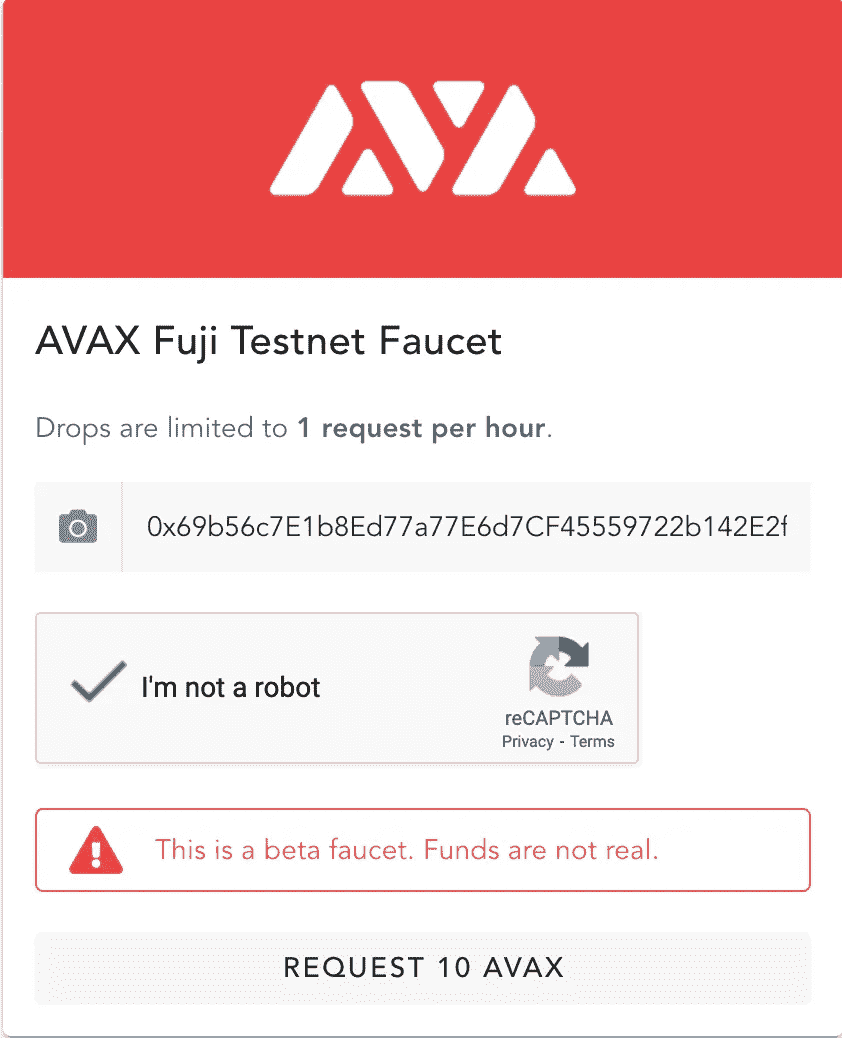 AVAX Fuji Testnet Faucet
Drops are limited to 1 request per hour.
0x69b56c7E1b8Ed77a77E6d7CF45559722b142E2f
I'm not a robot
reCAPTCHA
Privacy - Terms
This is a beta faucet. Funds are not real.
REQUEST 10 AVAX